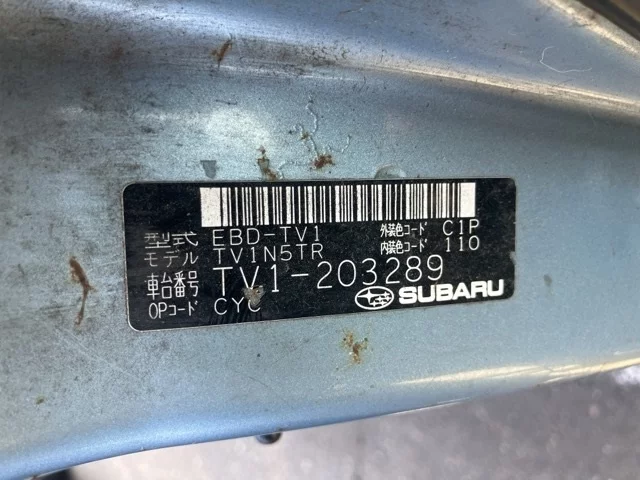 型式 EBD-TV1 外装色コード C1P
モデル TV1N5TR 内装色コード 110
車台番号 TV1-203289
OPコード CYC SUBARU